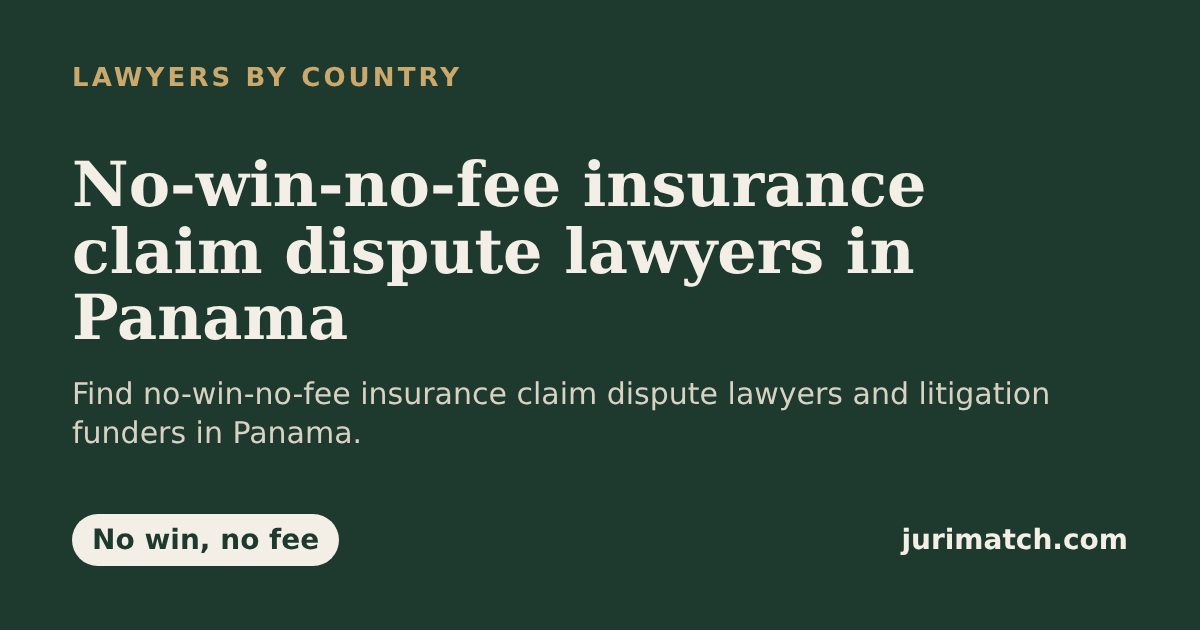 LAWYERS BY COUNTRY
No-win-no-fee insurance
claim dispute lawyers in
Panama
Find no-win-no-fee insurance claim dispute lawyers and litigation
funders in Panama.
No win, no fee
jurimatch.com